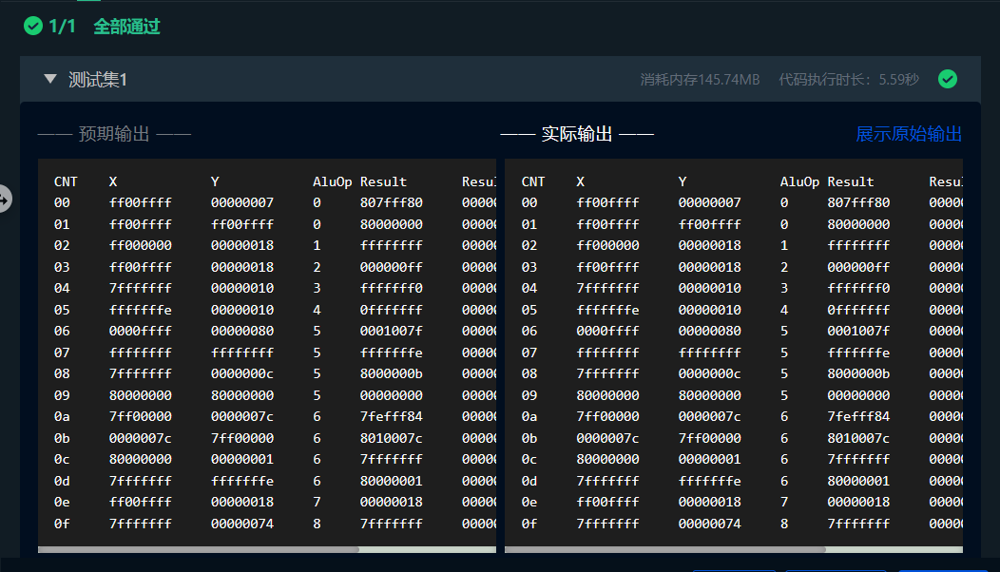 1/1 全部通过
测试集1 消耗内存145.74MB 代码执行时长：5.59秒
—— 预期输出 —— —— 实际输出 —— 展示原始输出
CNT X Y AluOp Result Resul CNT X Y AluOp Result Resul
00 ff00ffff 00000007 0 807fff80 00000 00 ff00ffff 00000007 0 807fff80 00000
01 ff00ffff ff00ffff 0 80000000 00000 01 ff00ffff ff00ffff 0 80000000 00000
02 ff000000 00000018 1 ffffffff 00000 02 ff000000 00000018 1 ffffffff 00000
03 ff00ffff 00000018 2 000000ff 00000 03 ff00ffff 00000018 2 000000ff 00000
04 7fffffff 00000010 3 fffffff0 00000 04 7fffffff 00000010 3 fffffff0 00000
05 fffffffe 00000010 4 0fffffff 00000 05 fffffffe 00000010 4 0fffffff 00000
06 0000ffff 00000080 5 0001007f 00000 06 0000ffff 00000080 5 0001007f 00000
07 ffffffff ffffffff 5 fffffffe 00000 07 ffffffff ffffffff 5 fffffffe 00000
08 7fffffff 0000000c 5 8000000b 00000 08 7fffffff 0000000c 5 8000000b 00000
09 80000000 80000000 5 00000000 00000 09 80000000 80000000 5 00000000 00000
0a 7ff00000 0000007c 6 7fefff84 00000 0a 7ff00000 0000007c 6 7fefff84 00000
0b 0000007c 7ff00000 6 8010007c 00000 0b 0000007c 7ff00000 6 8010007c 00000
0c 80000000 00000001 6 7fffffff 00000 0c 80000000 00000001 6 7fffffff 00000
0d 7fffffff fffffffe 6 80000001 00000 0d 7fffffff fffffffe 6 80000001 00000
0e ff00ffff 00000018 7 00000018 00000 0e ff00ffff 00000018 7 00000018 00000
0f 7fffffff 00000074 8 7fffffff 00000 0f 7fffffff 00000074 8 7fffffff 00000